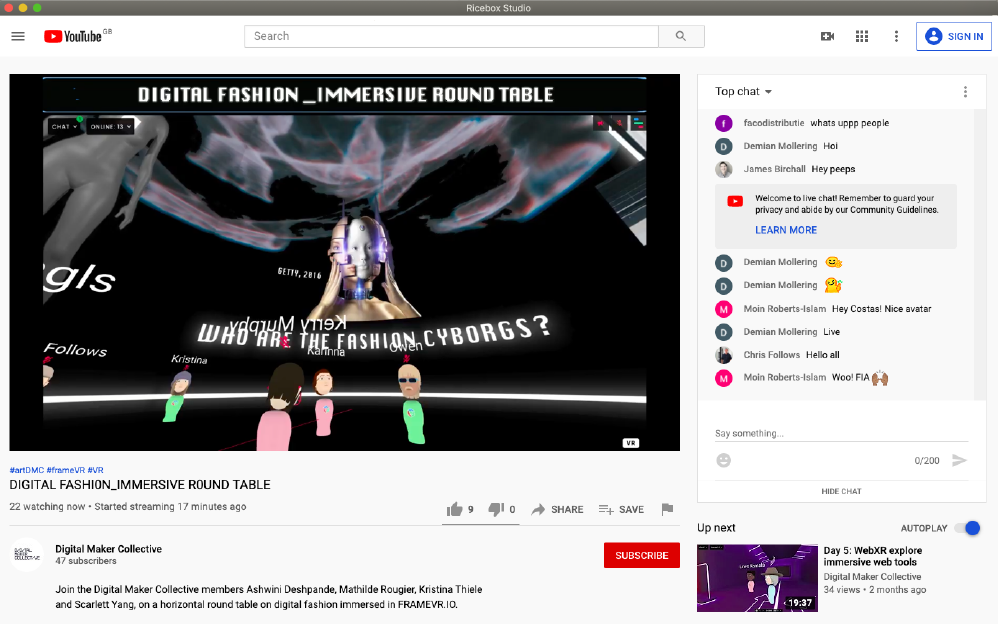 Ricebox Studio
YouTube GB
Search
SIGN IN
DIGITAL FASHION _IMMERSIVE ROUND TABLE
CHAT
ONLINE: 13
GETTY, 2016
Kerry Murphy
WHO ARE THE FASHION CYBORGS?
Follows
Kristina
Karinna
Owen
VR
#artDMC #frameVR #VR
DIGITAL FASHION_IMMERSIVE ROUND TABLE
22 watching now • Started streaming 17 minutes ago
9
0
SHARE
SAVE
Digital Maker Collective
47 subscribers
SUBSCRIBE
Join the Digital Maker Collective members Ashwini Deshpande, Mathilde Rougier, Kristina Thiele
and Scarlett Yang, on a horizontal round table on digital fashion immersed in FRAMEVR.IO.
Top chat
f facodistributie whats uppp people
D Demian Mollering Hoi
James Birchall Hey peeps
Welcome to live chat! Remember to guard your
privacy and abide by our Community Guidelines.
LEARN MORE
D Demian Mollering
D Demian Mollering
M Moin Roberts-Islam Hey Costas! Nice avatar
D Demian Mollering Live
Chris Follows Hello all
M Moin Roberts-Islam Woo! FIA
Say something...
0/200
HIDE CHAT
Up next
AUTOPLAY
19:37
Day 5: WebXR explore
immersive web tools
Digital Maker Collective
34 views • 2 months ago